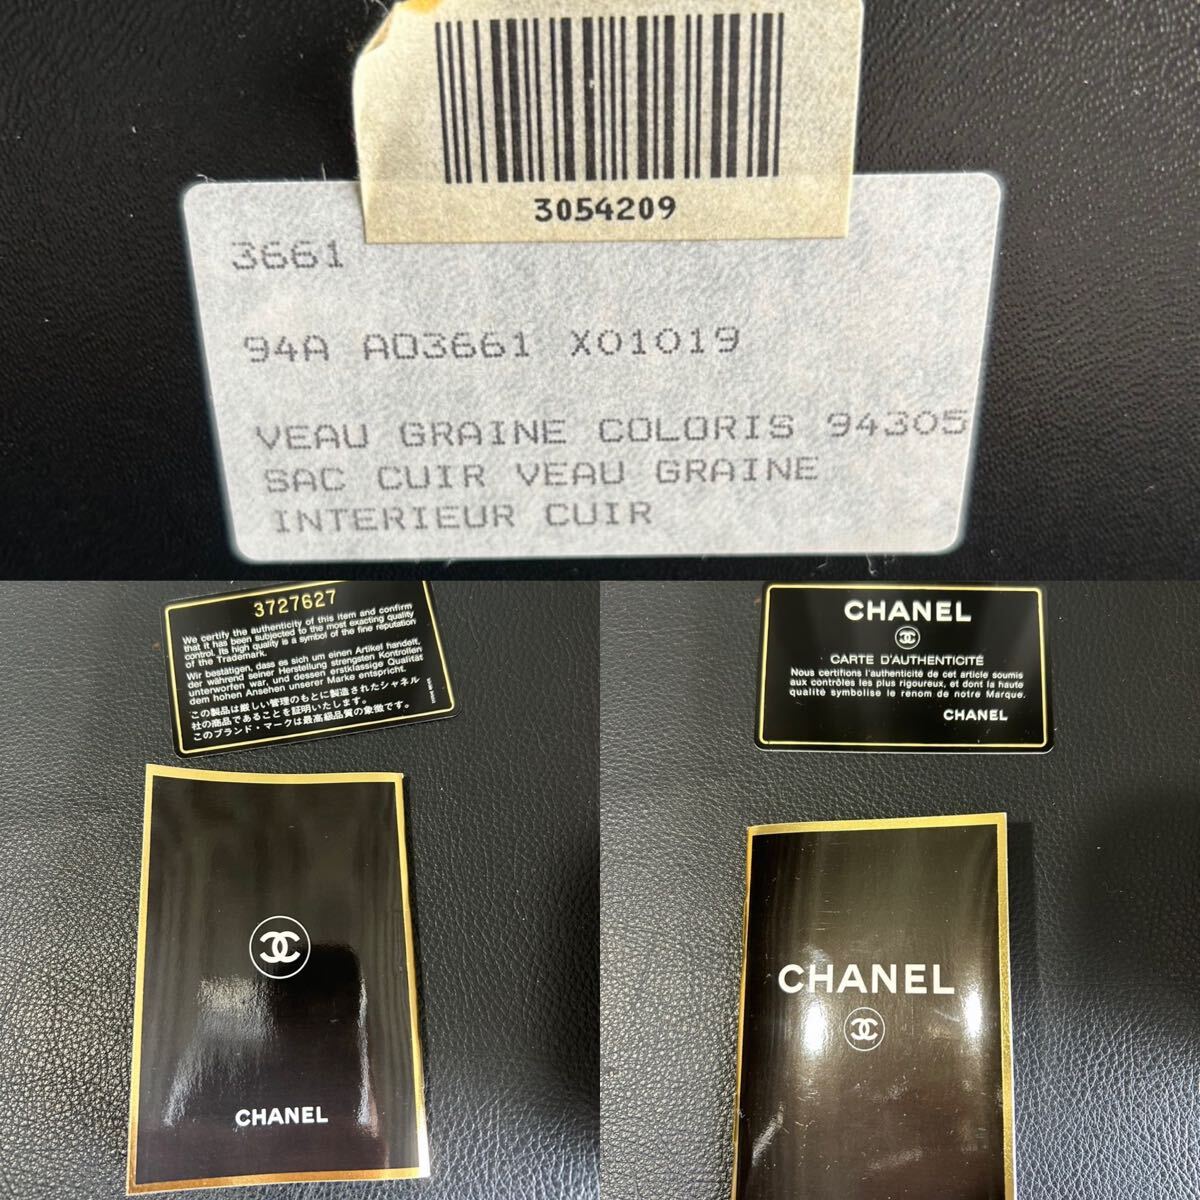 3054209
3661
94A A03661 X01019
VEAU GRAINE COLORIS 94305
SAC CUIR VEAU GRAINE
INTERIEUR CUIR
3727627
We certify the authenticity of this item and confirm
that it has been subjected to the most exacting quality
control. Its high quality is a symbol of the fine reputation
of the Trademark.
Wir bestätigen, dass es sich um einen Artikel handelt,
der während seiner Herstellung strengsten Kontrollen
unterworfen war, und dessen erstklassige Qualität
dem hohen Ansehen unserer Marke entspricht.
この製品は厳しい管理のもとに製造されたシャネル
社の商品であることを証明いたします。
このブランド・マークは最高級品質の象徴です。
CHANEL
CHANEL
CARTE D'AUTHENTICITÉ
Nous certifions l'authenticité de cet article soumis
aux contrôles les plus rigoureux, et dont la haute
qualité symbolise le renom de notre Marque.
CHANEL
CHANEL